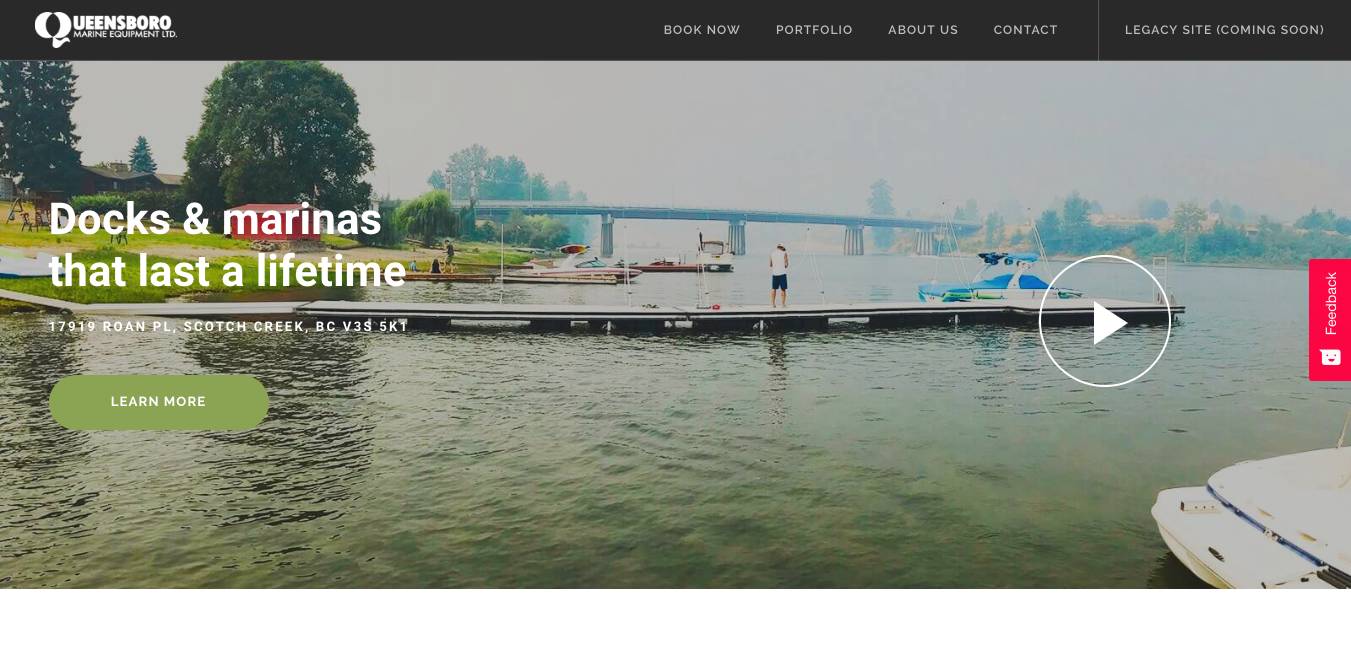 QUEENSBORO
MARINE EQUIPMENT LTD.
BOOK NOW
PORTFOLIO
ABOUT US
CONTACT
LEGACY SITE (COMING SOON)
Docks & marinas
that last a lifetime
17919 ROAN PL, SCOTCH CREEK, BC V3S 5K1
LEARN MORE
Feedback